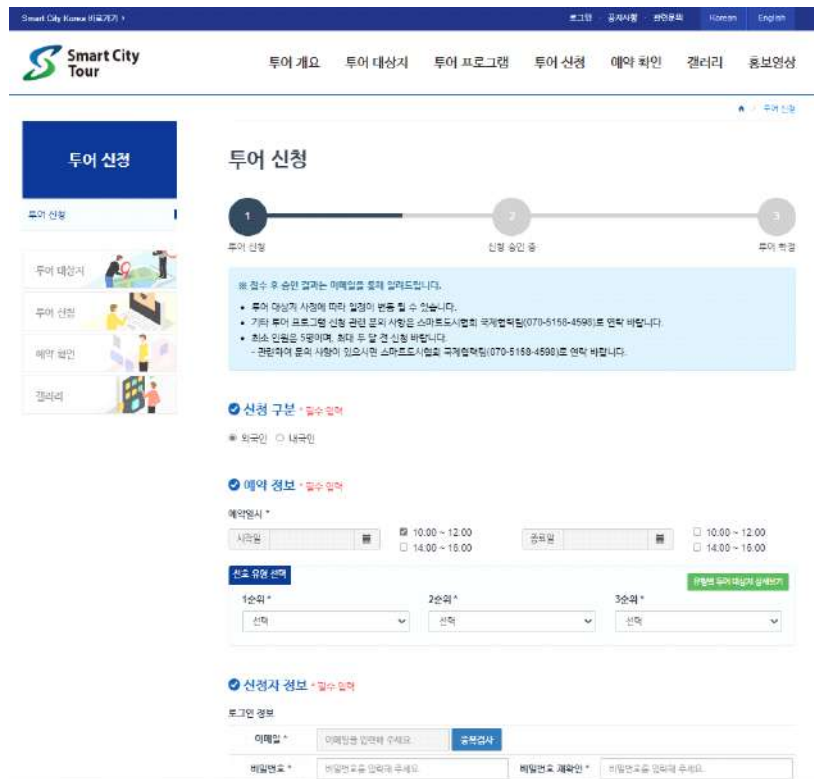 Smart City Korea 바로가기 ›
로그인 공지사항 관련문의 Korean English
Smart City Tour
투어 개요 투어 대상지 투어 프로그램 투어 신청 예약 확인 갤러리 홍보영상
/ 투어 신청
투어 신청
투어 신청
투어 대상지
투어 신청
예약 확인
갤러리
투어 신청
1 2 3
투어 신청 신청 승인 중 투어 확정
※ 접수 후 승인 결과는 이메일을 통해 알려드립니다.
• 투어 대상지 사정에 따라 일정이 변동 될 수 있습니다.
• 기타 투어 프로그램 신청 관련 문의 사항은 스마트도시협회 국제협력팀(070-5158-4598)로 연락 바랍니다.
• 최소 인원은 5명이며, 최대 두 달 전 신청 바랍니다.
- 관련하여 문의 사항이 있으시면 스마트도시협회 국제협력팀(070-5158-4598)로 연락 바랍니다.
신청 구분 * 필수 입력
외국인 내국인
예약 정보 * 필수 입력
예약일시 *
시작일 10:00 ~ 12:00 종료일 10:00 ~ 12:00
14:00 ~ 16:00 14:00 ~ 16:00
선호 유형 선택 유형별 투어 대상지 상세보기
1순위 * 2순위 * 3순위 *
선택 선택 선택
신청자 정보 * 필수 입력
로그인 정보
이메일 * 이메일을 입력해 주세요. 중복검사
비밀번호 * 비밀번호를 입력해 주세요. 비밀번호 재확인 * 비밀번호를 입력해 주세요.